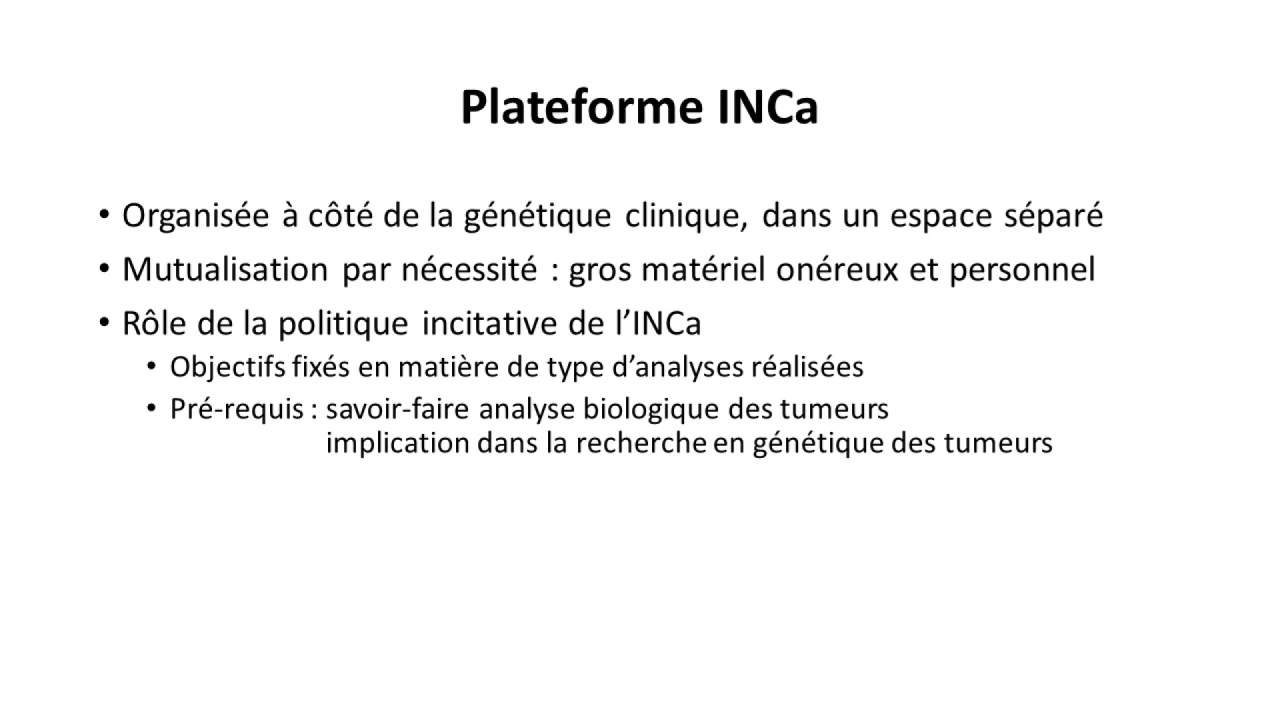 Plateforme INCa
• Organisée à côté de la génétique clinique, dans un espace séparé
• Mutualisation par nécessité : gros matériel onéreux et personnel
• Rôle de la politique incitative de l’INCa
• Objectifs fixés en matière de type d’analyses réalisées
• Pré-requis : savoir-faire analyse biologique des tumeurs
implication dans la recherche en génétique des tumeurs